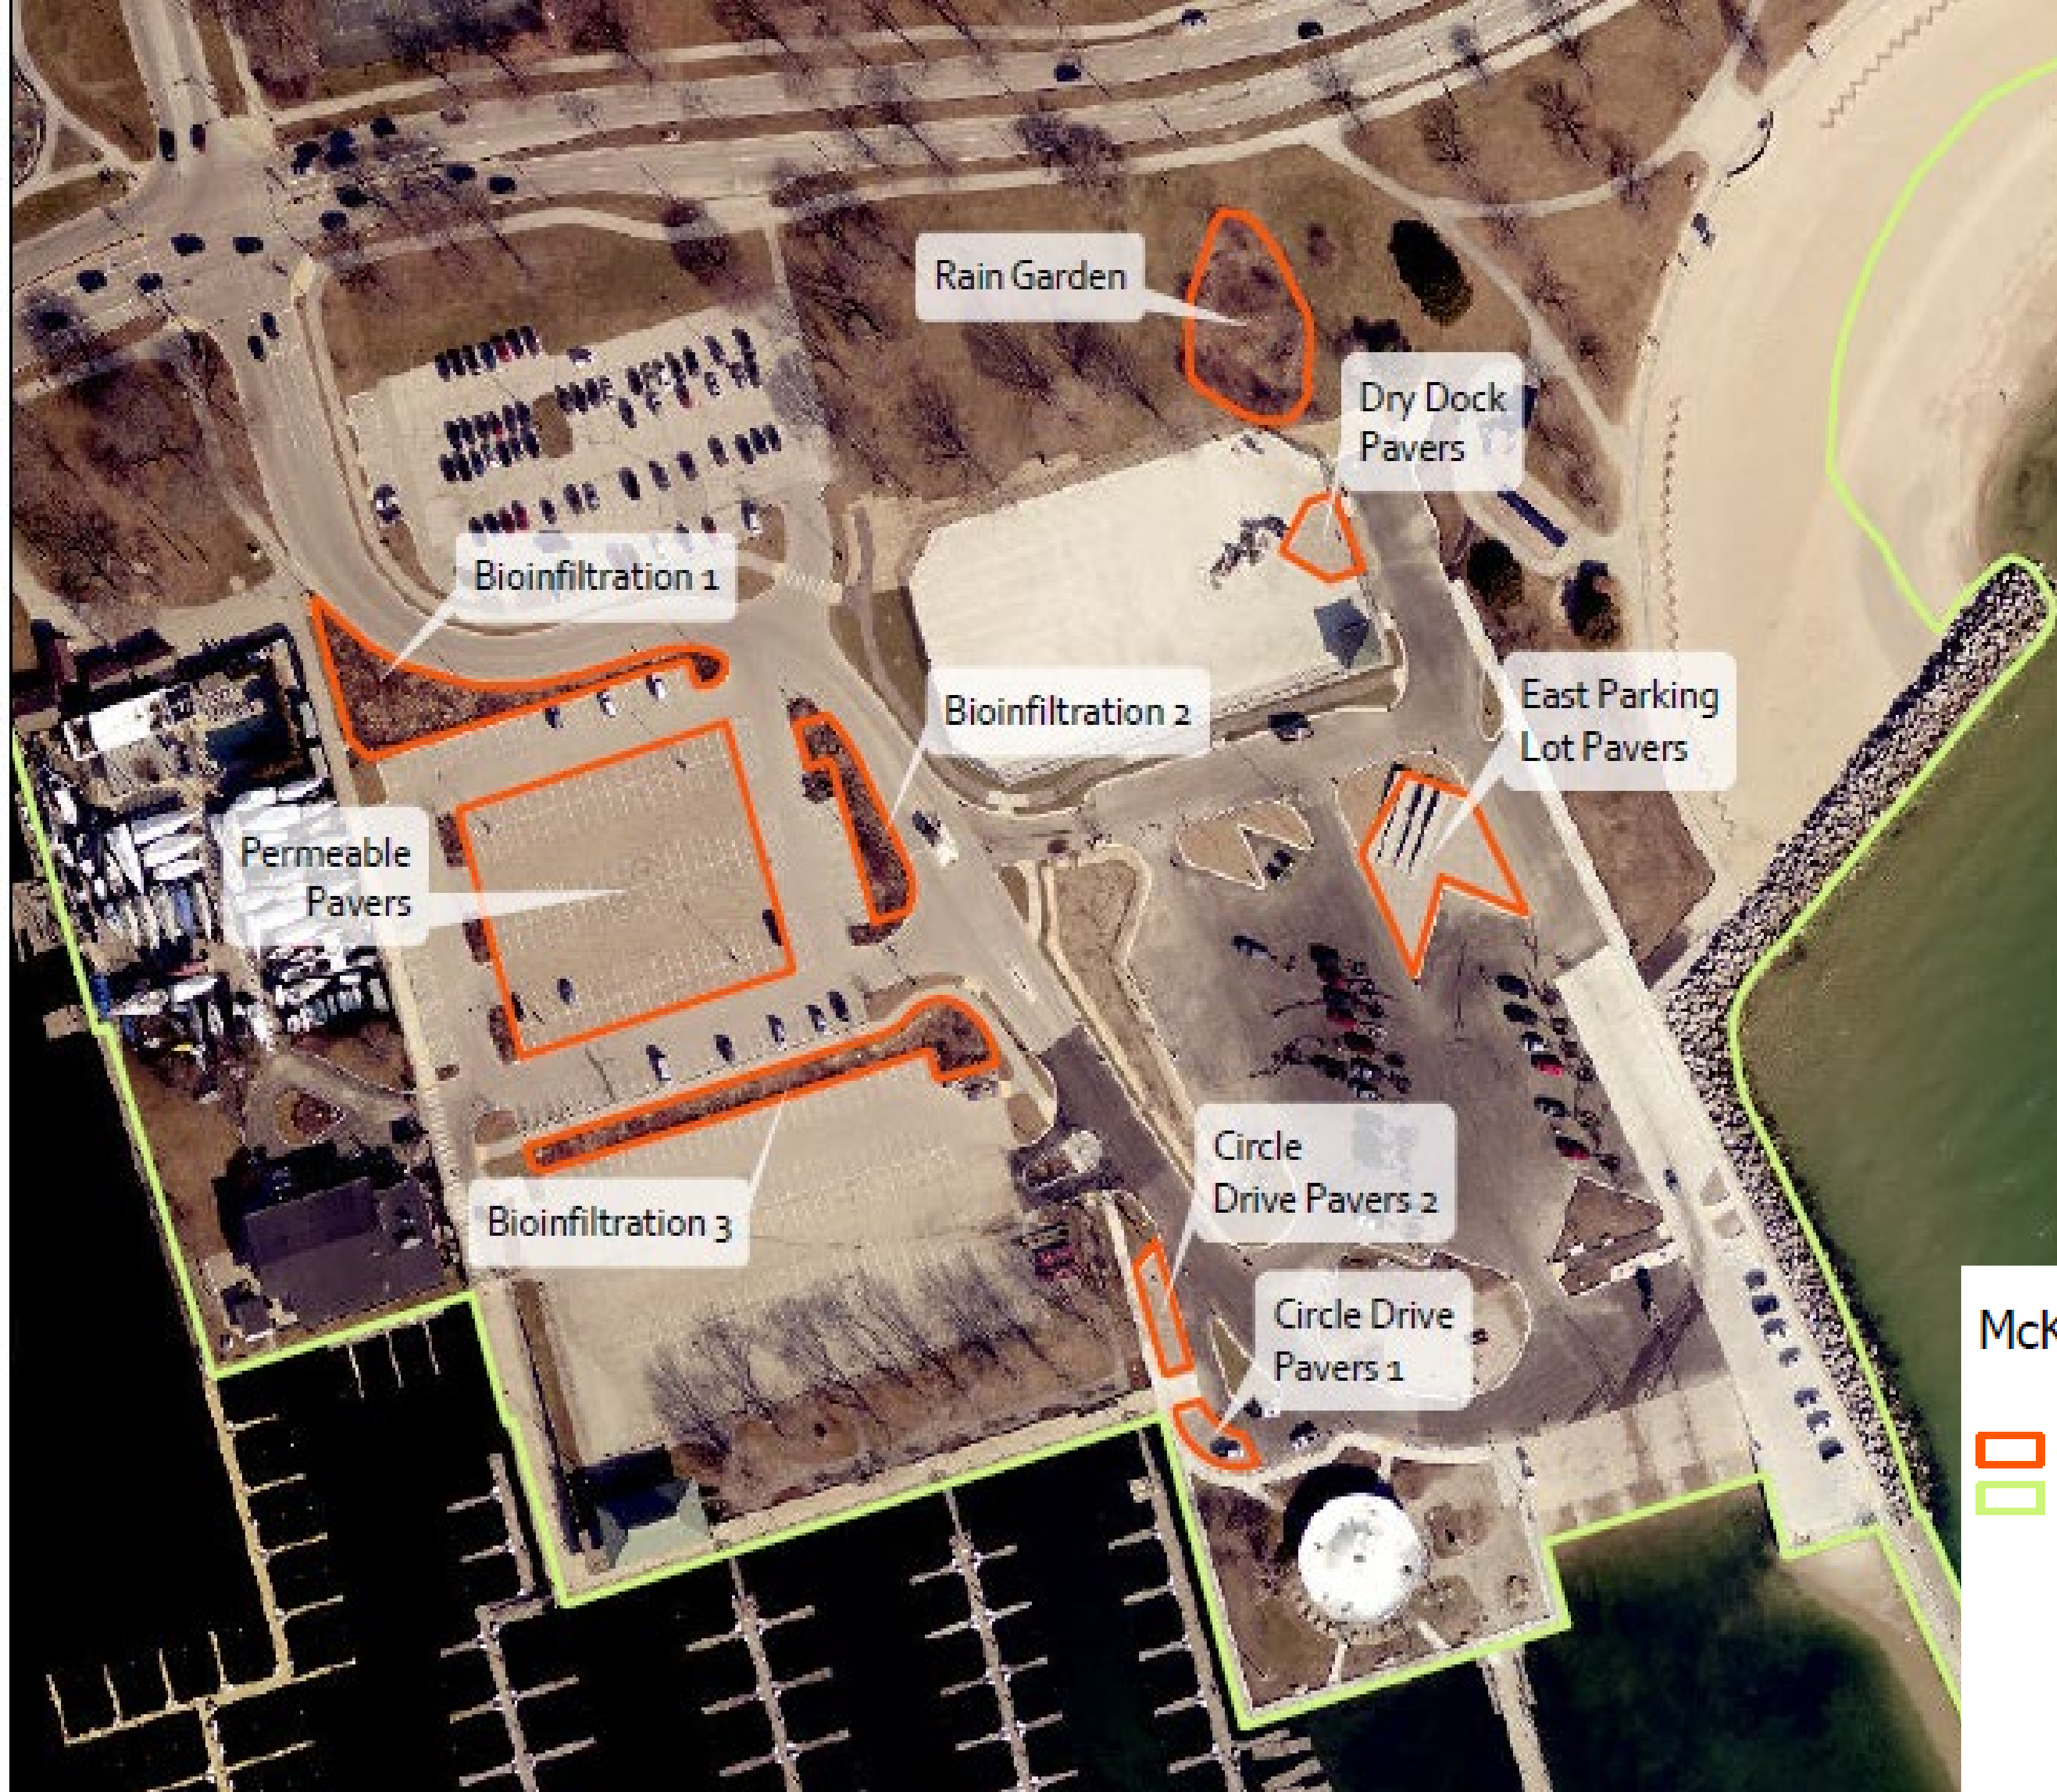 Rain Garden
Dry Dock
Pavers
Bioinfiltration 1
Bioinfiltration 2
East Parking
Lot Pavers
Permeable
Pavers
Circle
Drive Pavers 2
Bioinfiltration 3
Circle Drive
Pavers 1